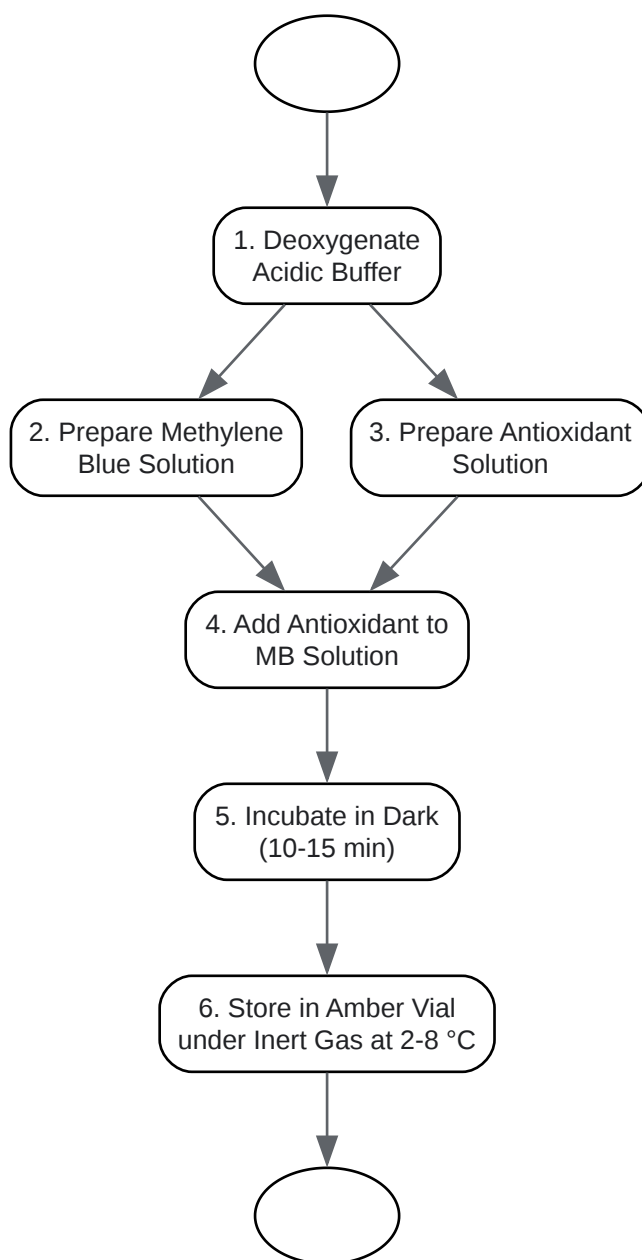 1. Deoxygenate
Acidic Buffer
2. Prepare Methylene
Blue Solution
3. Prepare Antioxidant
Solution
4. Add Antioxidant to
MB Solution
5. Incubate in Dark
(10-15 min)
6. Store in Amber Vial
under Inert Gas at 2-8 °C